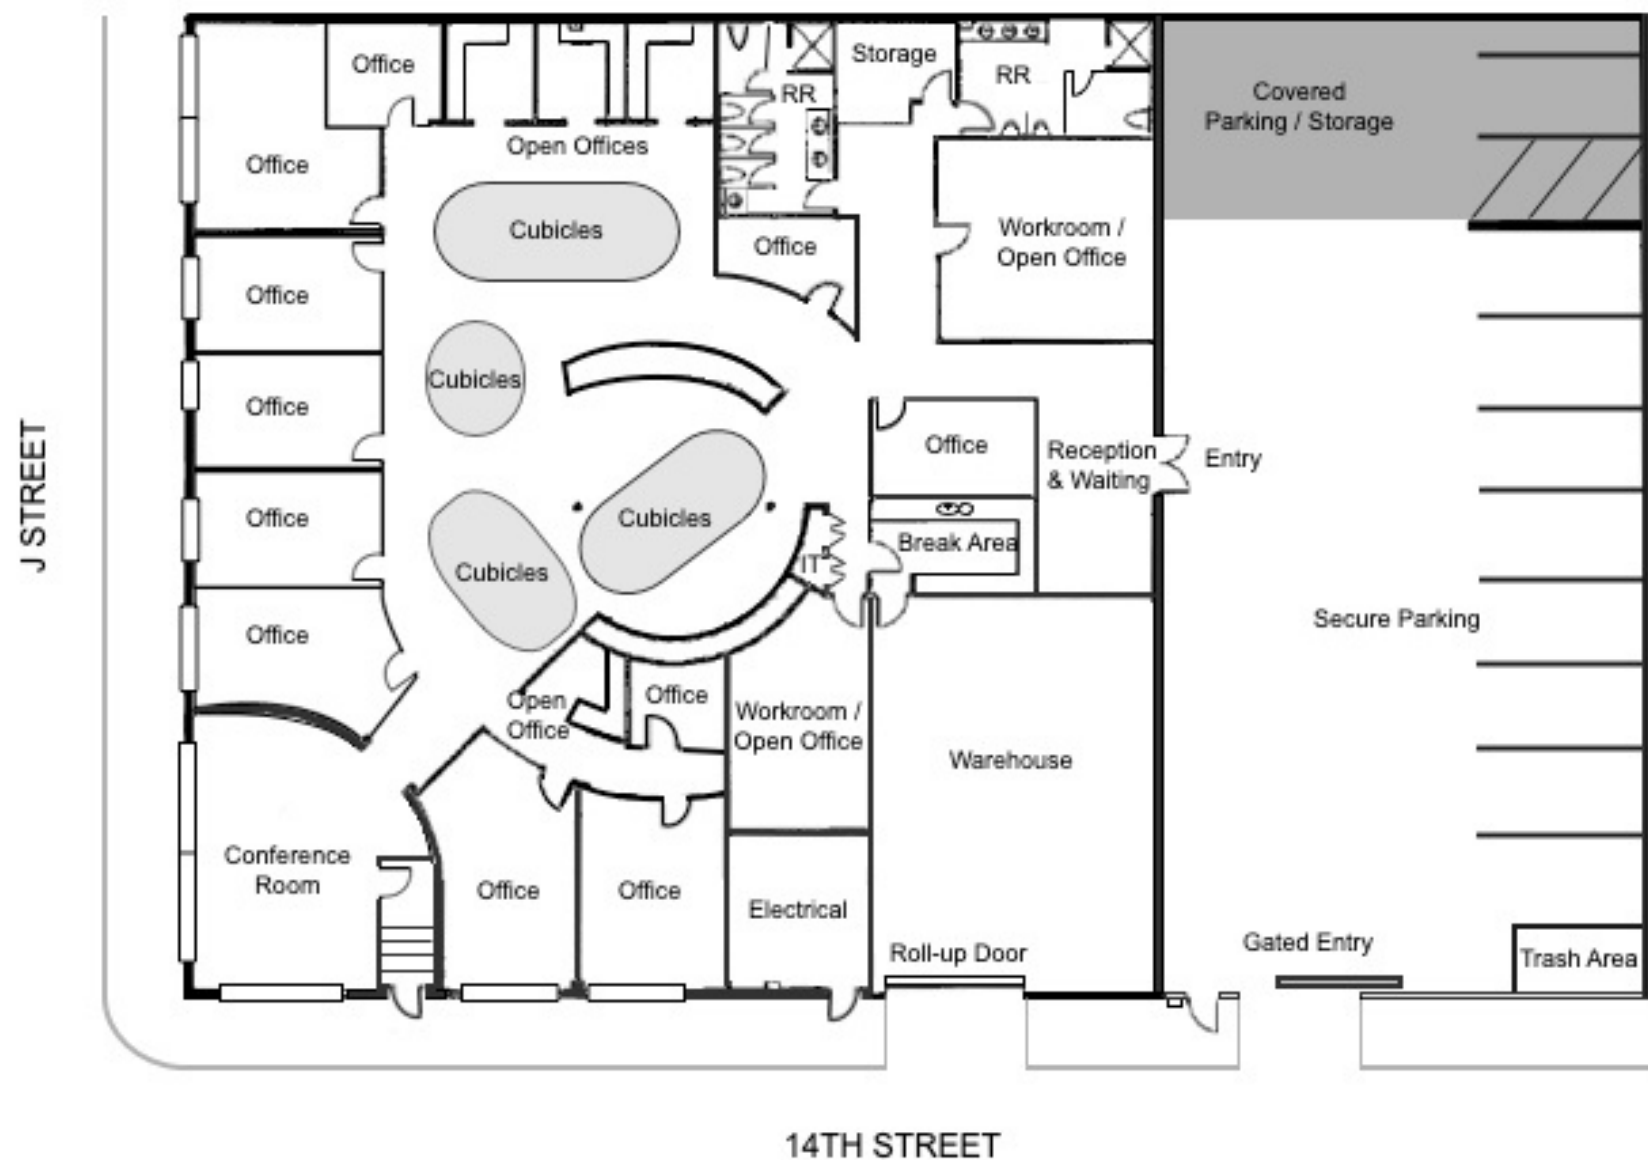 Office
Storage
RR
RR
Covered
Parking / Storage
Open Offices
Office
Cubicles
Workroom /
Open Office
Office
Office
Cubicles
Office
Office
Reception
& Waiting
Entry
J STREET
Office
Cubicles
Break Area
IT
Cubicles
Secure Parking
Office
Open
Office
Office
Workroom /
Open Office
Warehouse
Conference
Room
Office
Office
Electrical
Roll-up Door
Gated Entry
Trash Area
14TH STREET